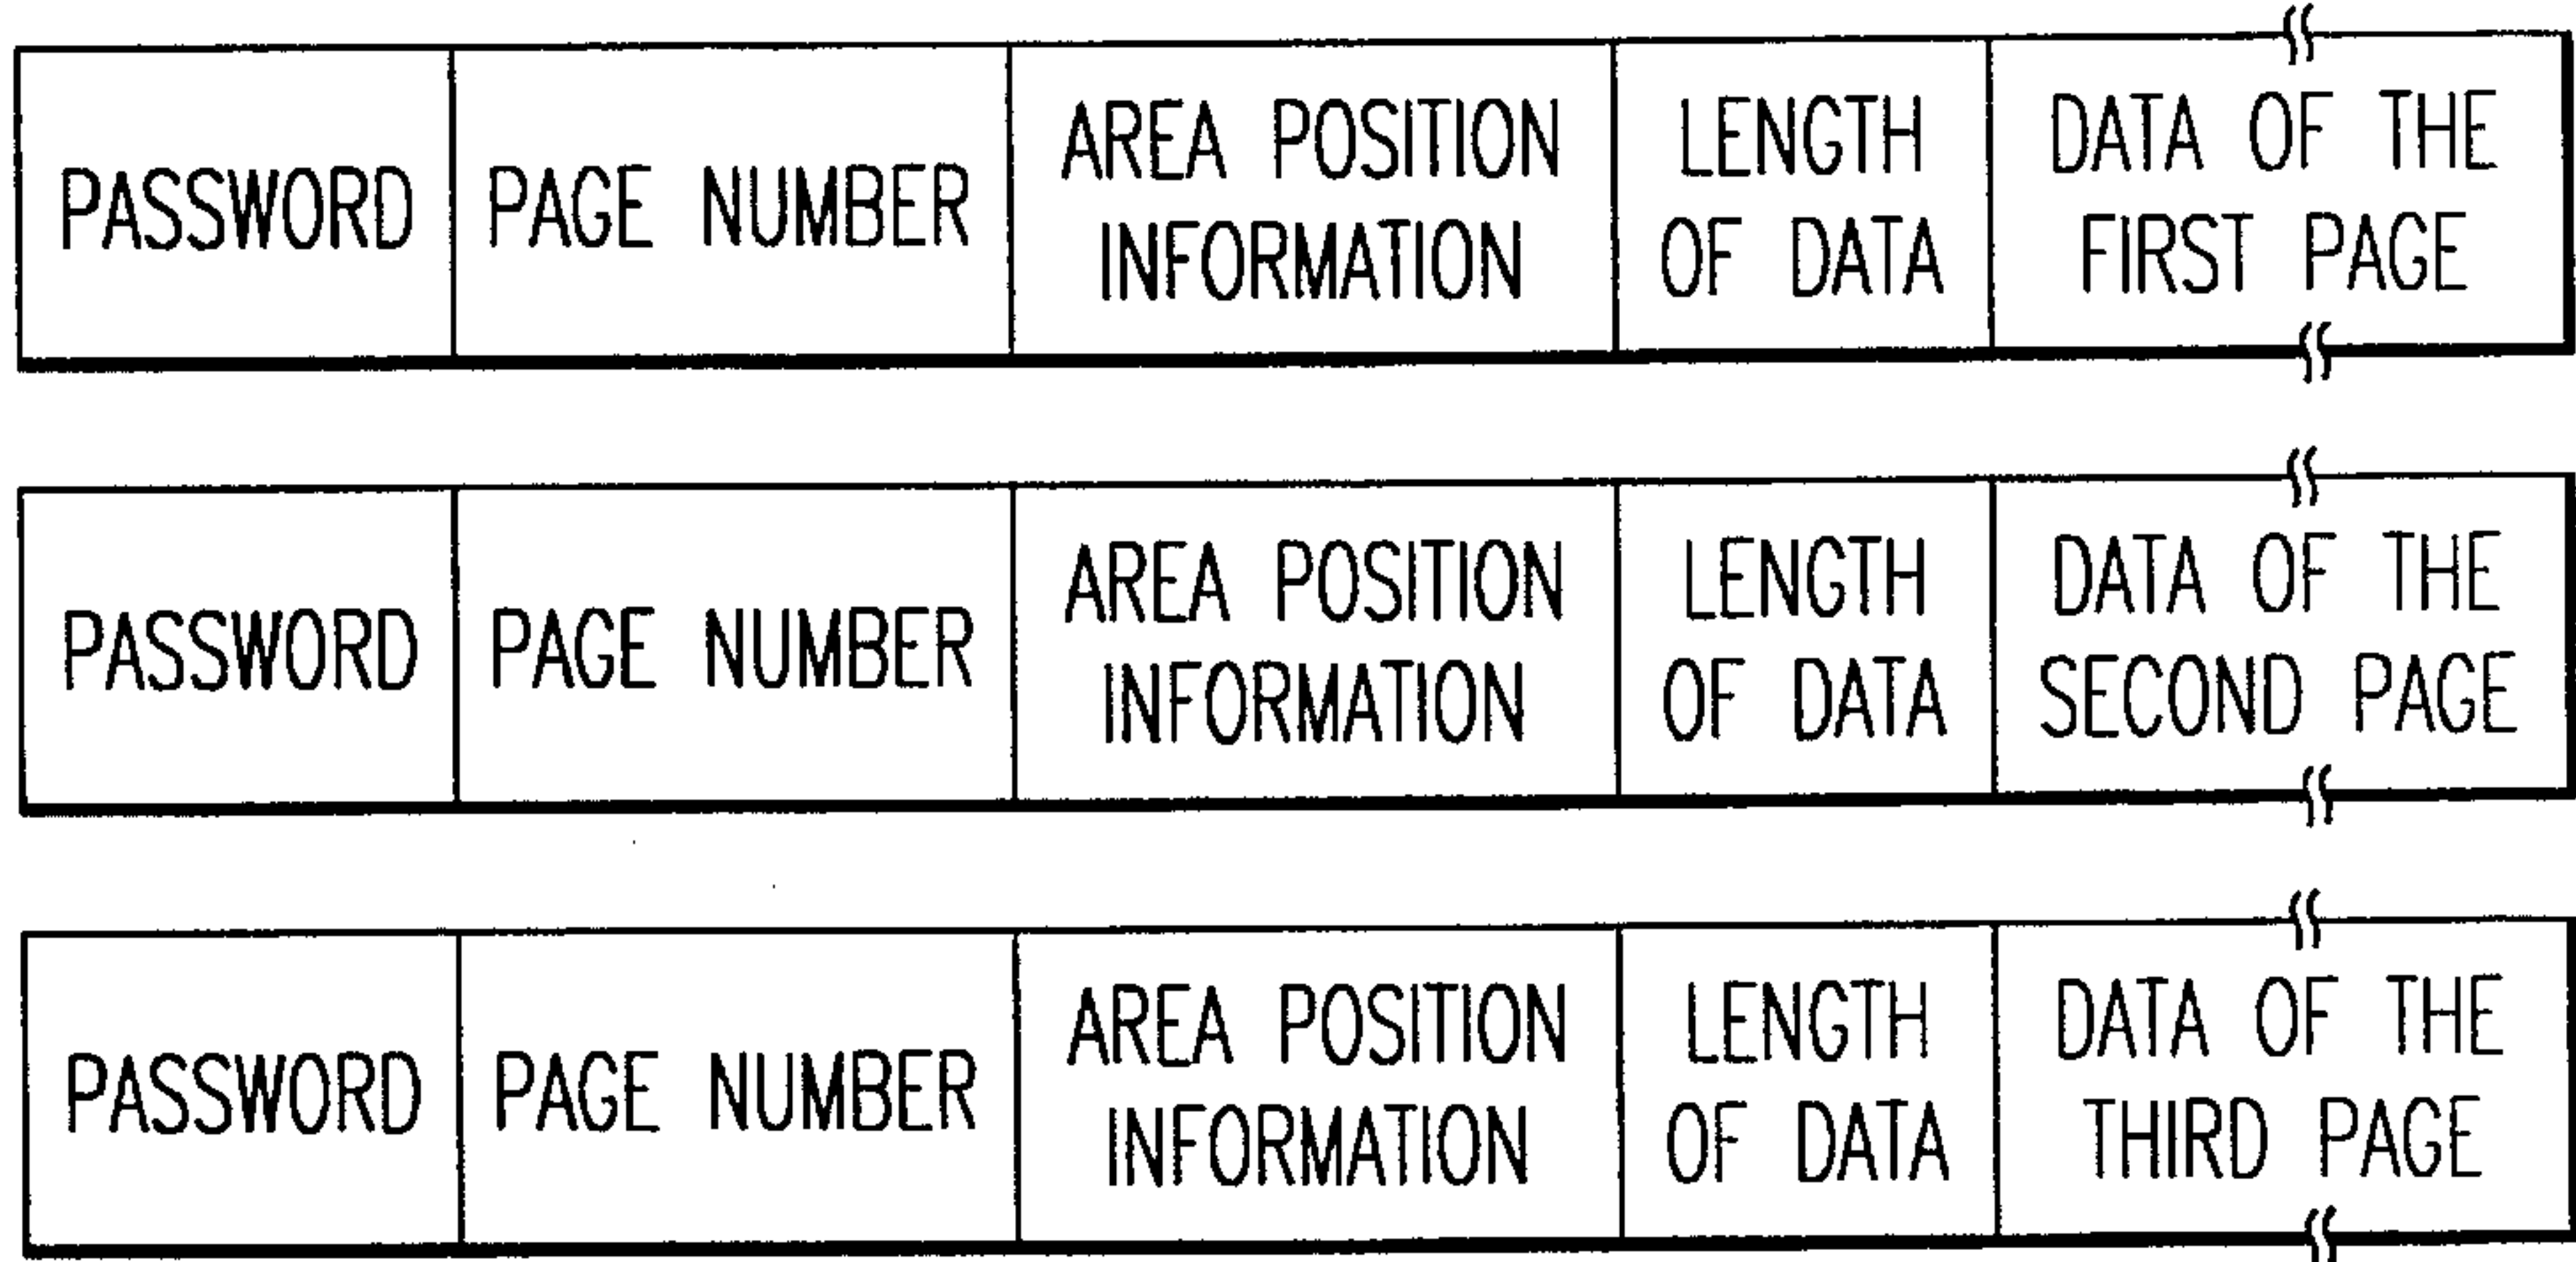 PASSWORD
PAGE NUMBER
AREA POSITION
INFORMATION
LENGTH
OF DATA
DATA OF THE
FIRST PAGE
PASSWORD
PAGE NUMBER
AREA POSITION
INFORMATION
LENGTH
OF DATA
DATA OF THE
SECOND PAGE
PASSWORD
PAGE NUMBER
AREA POSITION
INFORMATION
LENGTH
OF DATA
DATA OF THE
THIRD PAGE